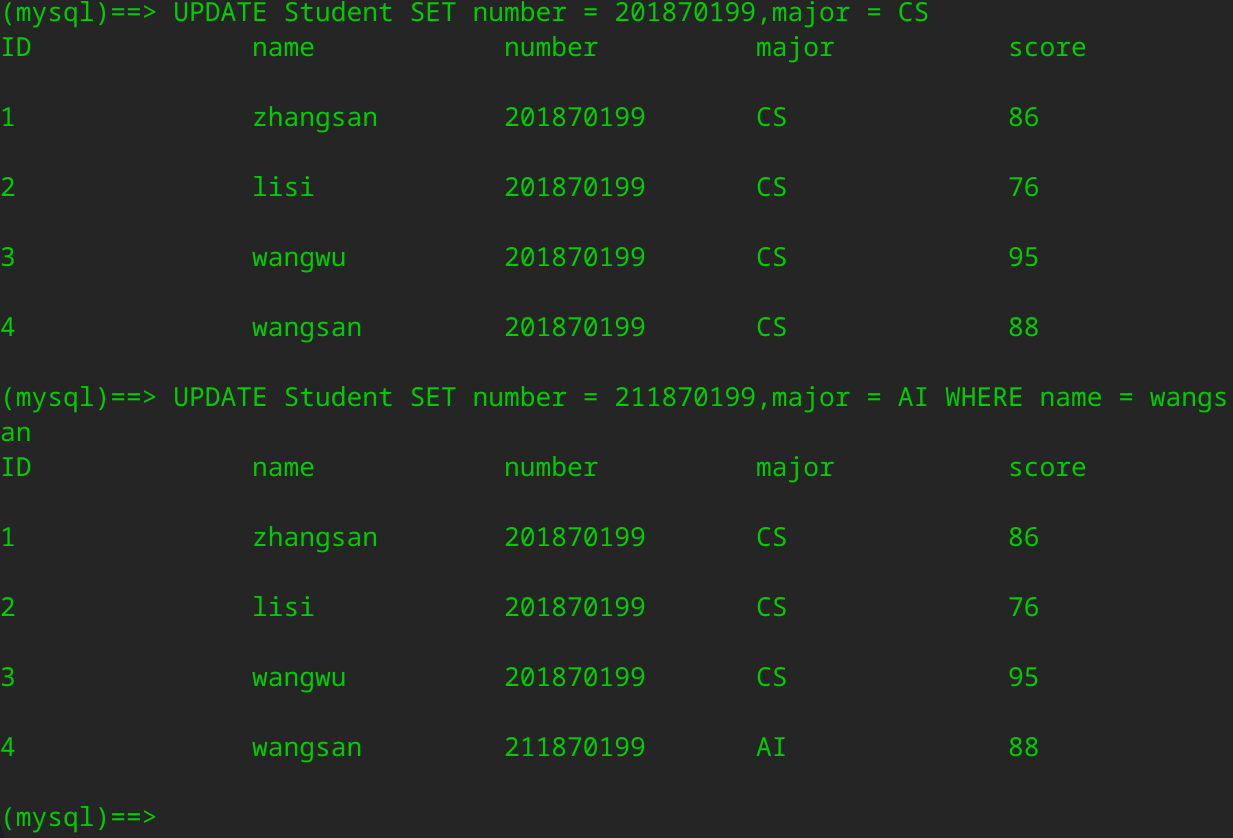 (mysql)==> UPDATE Student SET number = 201870199,major = CS
ID name number major score
1 zhangsan 201870199 CS 86
2 lisi 201870199 CS 76
3 wangwu 201870199 CS 95
4 wangsan 201870199 CS 88
(mysql)==> UPDATE Student SET number = 211870199,major = AI WHERE name = wangs
an
ID name number major score
1 zhangsan 201870199 CS 86
2 lisi 201870199 CS 76
3 wangwu 201870199 CS 95
4 wangsan 211870199 AI 88
(mysql)==>